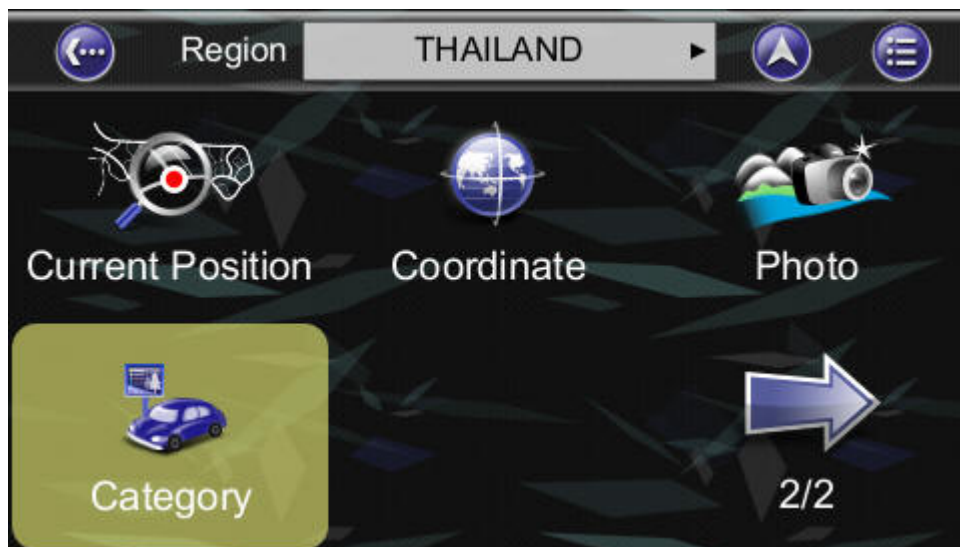 Region THAILAND
Current Position Coordinate Photo
Category 2/2